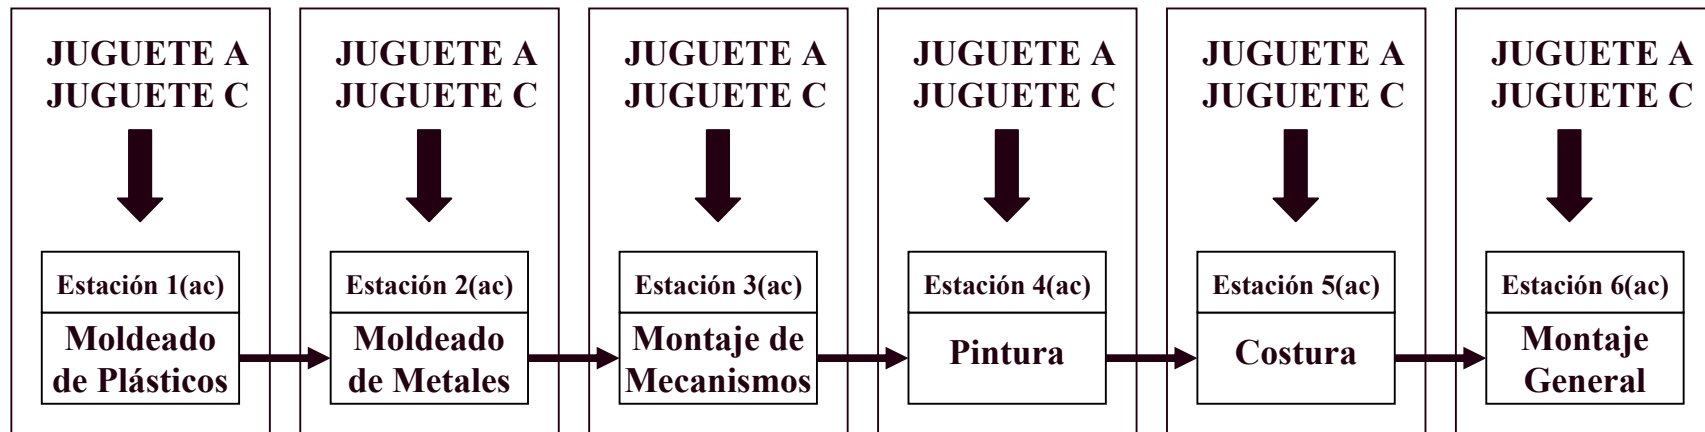 JUGUETE A
JUGUETE C
Estación 1(ac)
Moldeado
de Plásticos
JUGUETE A
JUGUETE C
Estación 2(ac)
Moldeado
de Metales
JUGUETE A
JUGUETE C
Estación 3(ac)
Montaje de
Mecanismos
JUGUETE A
JUGUETE C
Estación 4(ac)
Pintura
JUGUETE A
JUGUETE C
Estación 5(ac)
Costura
JUGUETE A
JUGUETE C
Estación 6(ac)
Montaje
General